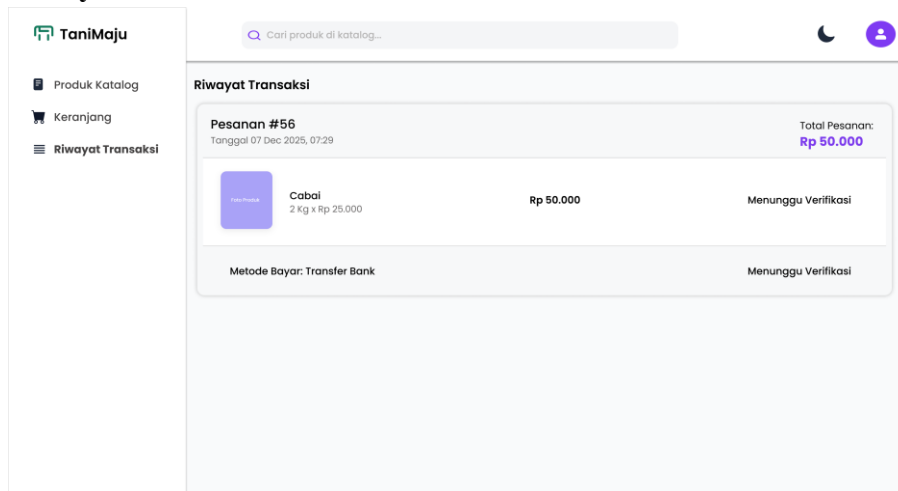 TaniMaju
Cari produk di katalog...
Produk Katalog
Keranjang
Riwayat Transaksi
Riwayat Transaksi
Pesanan #56
Tanggal 07 Dec 2025, 07:29
Total Pesanan:
Rp 50.000
Foto Produk
Cabai
2 Kg x Rp 25.000
Rp 50.000
Menunggu Verifikasi
Metode Bayar: Transfer Bank
Menunggu Verifikasi